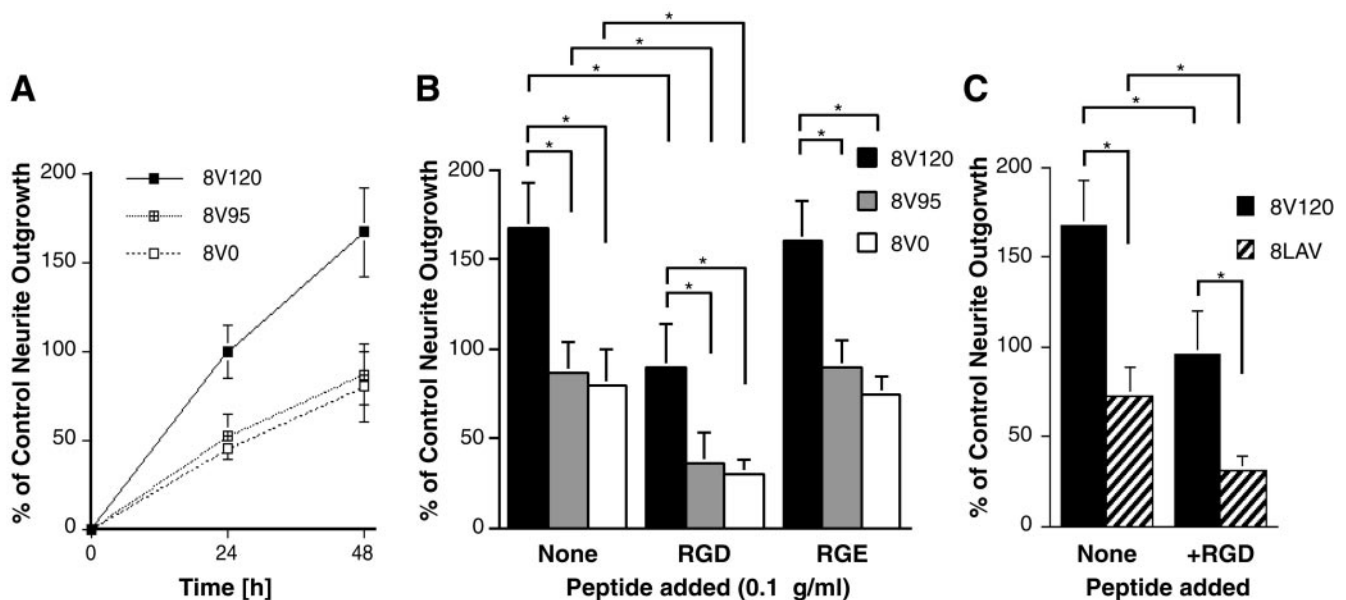 A
% of Control Neurite Outgrowth
200
150
100
50
0
0
24
48
Time [h]
8V120
8V95
8V0
B
% of Control Neurite Outgrowth
200
150
100
50
0
*
*
*
*
*
*
*
*
*
8V120
8V95
8V0
None
RGD
RGE
Peptide added (0.1 g/ml)
C
% of Control Neurite Outgorwth
200
150
100
50
0
*
*
*
*
8V120
8LAV
None
+RGD
Peptide added